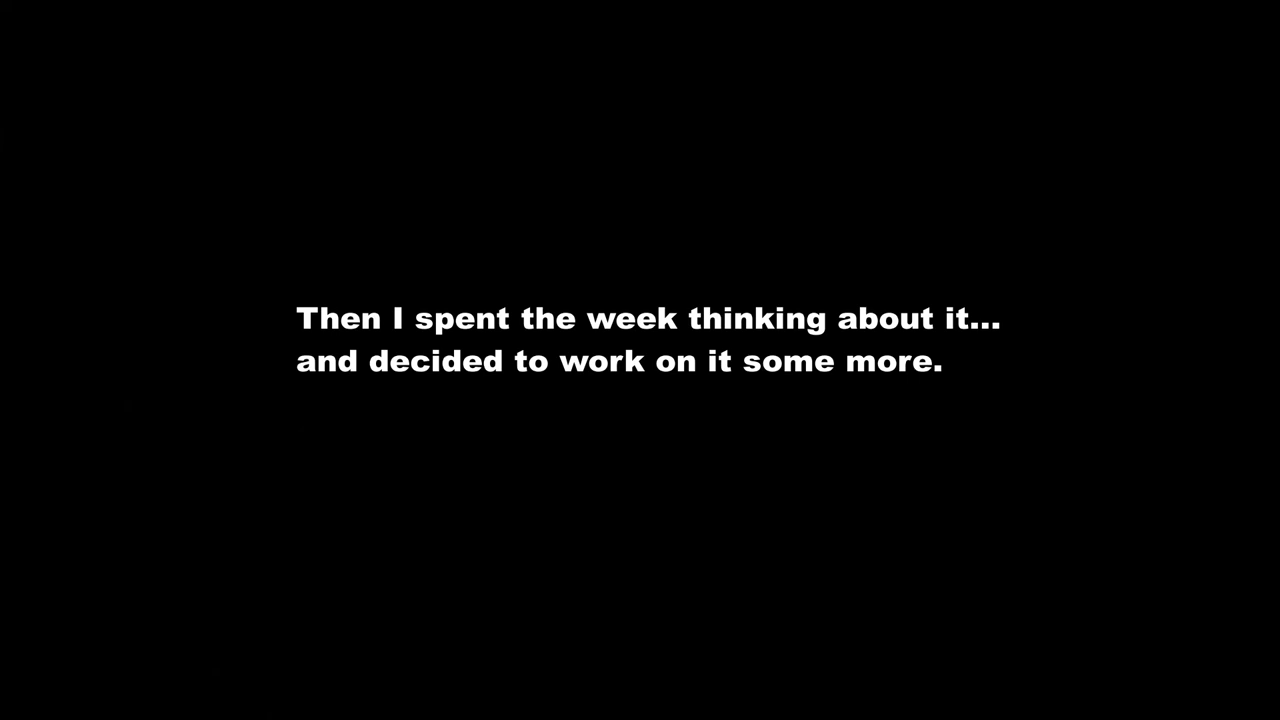 Then I spent the week thinking about it...
and decided to work on it some more.